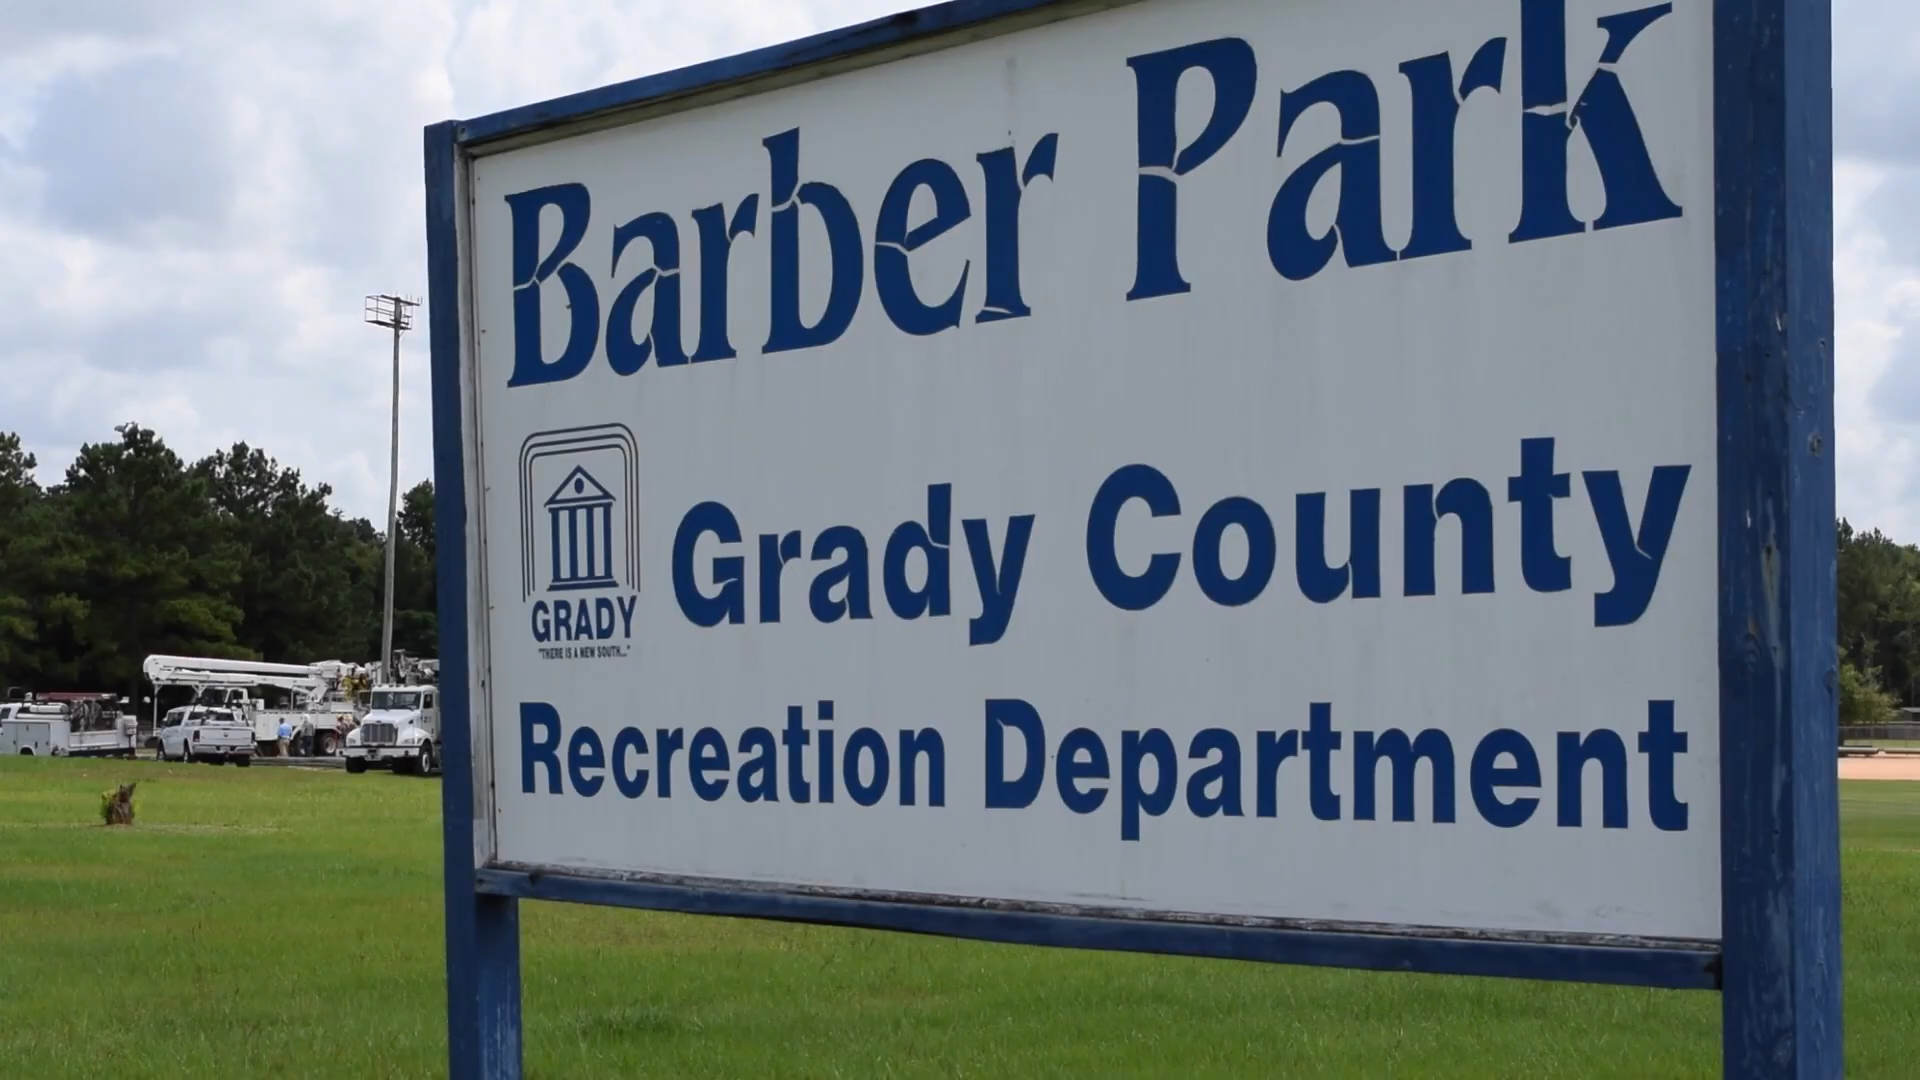 Barber Park
GRADY
"THERE IS A NEW SOUTH..."
Grady County
Recreation Department